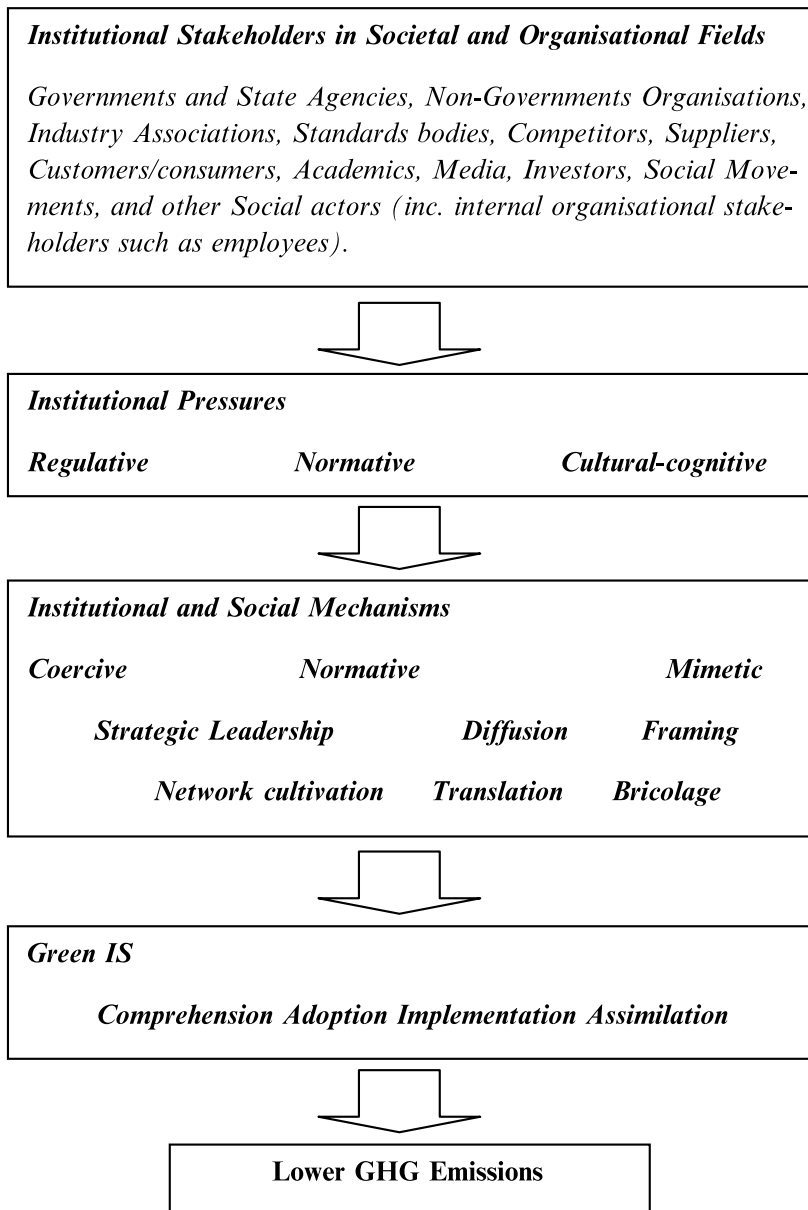 Institutional Stakeholders in Societal and Organisational Fields
Governments and State Agencies, Non-Governments Organisations,
Industry Associations, Standards bodies, Competitors, Suppliers,
Customers/consumers, Academics, Media, Investors, Social Move-
ments, and other Social actors (inc. internal organisational stake-
holders such as employees).
Institutional Pressures
Regulative Normative Cultural-cognitive
Institutional and Social Mechanisms
Coercive Normative Mimetic
Strategic Leadership Diffusion Framing
Network cultivation Translation Bricolage
Green IS
Comprehension Adoption Implementation Assimilation
Lower GHG Emissions